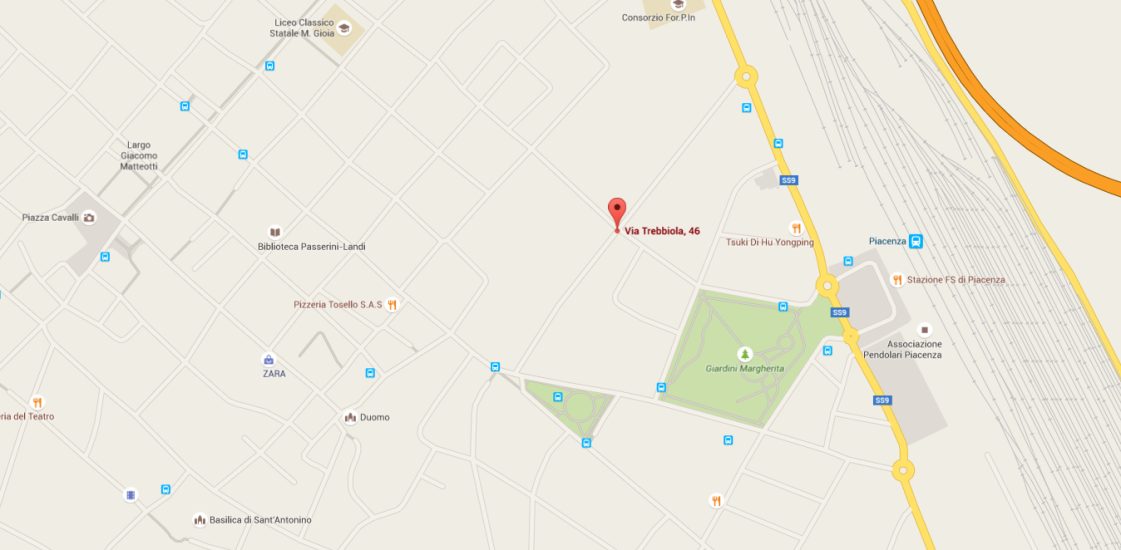 Consorzio For.P.In
Liceo Classico
Statale M. Gioia
Largo
Giacomo
Matteotti
SS9
Piazza Cavalli
Via Trebbiola, 46
Tsuki Di Hu Yongping
Piacenza
Biblioteca Passerini-Landi
Stazione FS di Piacenza
Pizzeria Tosello S.A.S
SS9
Associazione
Pendolari Piacenza
Giardini Margherita
ZARA
SS9
ria del Teatro
Duomo
Basilica di Sant'Antonino